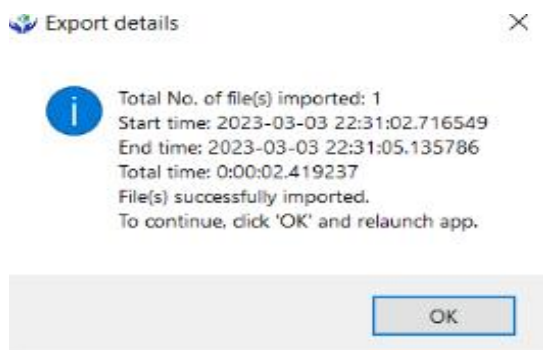 Export details
Total No. of file(s) imported: 1
Start time: 2023-03-03 22:31:02.716549
End time: 2023-03-03 22:31:05.135786
Total time: 0:00:02.419237
File(s) successfully imported.
To continue, click 'OK' and relaunch app.
OK